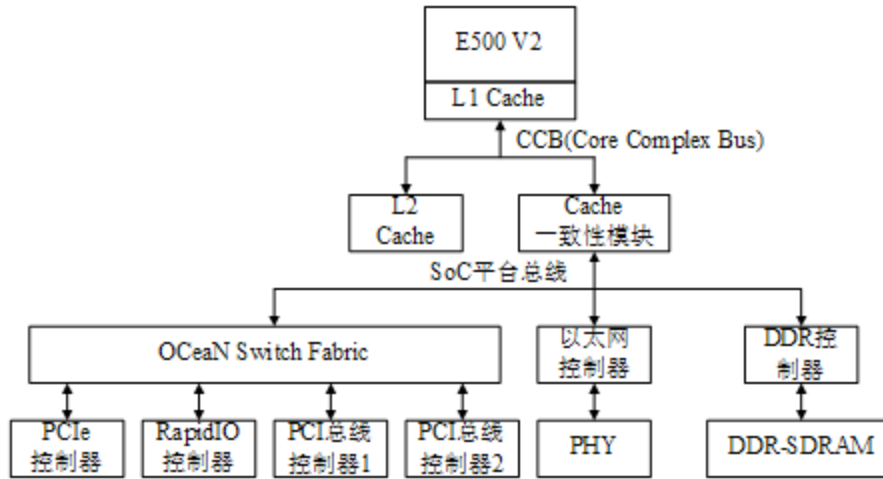 E500 V2
L1 Cache
CCB(Core Complex Bus)
L2
Cache
Cache
一致性模块
SoC平台总线
OCeaN Switch Fabric
以太网
控制器
DDR控
制器
PCIe
控制器
RapidIO
控制器
PCI总线
控制器1
PCI总线
控制器2
PHY
DDR-SDRAM